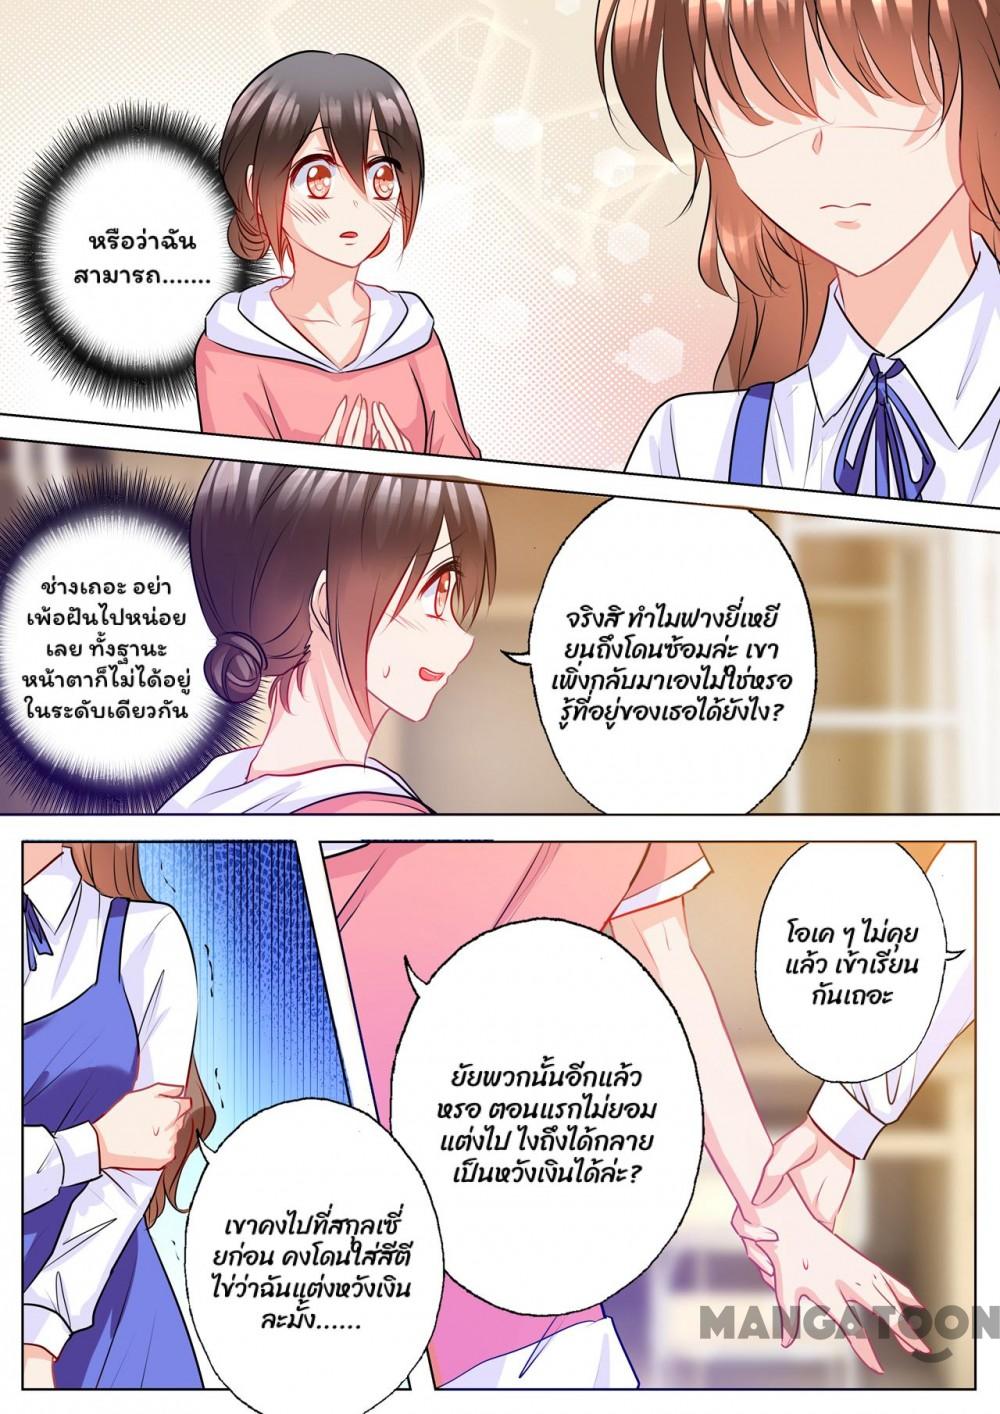 หรือว่าฉัน
สามารถ.......
ช่างเถอะ อย่า
เพ้อฝันไปหน่อย
เลย ทั้งฐานะ
หน้าตาก็ไม่ได้อยู่
ในระดับเดียวกัน
จริงสิ ทำไมฟางยี่เหยี
ยนถึงโดนซ้อมล่ะ เขา
เพิ่งกลับมาเองไม่ใช่หรอ
รู้ที่อยู่ของเธอได้ยังไง?
เขาคงไปที่สกุลเซี่
ยก่อน คงโดนใส่สีตี
ไข่ว่าฉันแต่งหวังเงิน
ละมั้ง......
ยัยพวกนั้นอีกแล้ว
หรอ ตอนแรกไม่ยอม
แต่งไป ไงถึงได้กลาย
เป็นหวังเงินได้ล่ะ?
โอเค ๆ ไม่คุย
แล้ว เข้าเรียน
กันเถอะ
MANGATOON